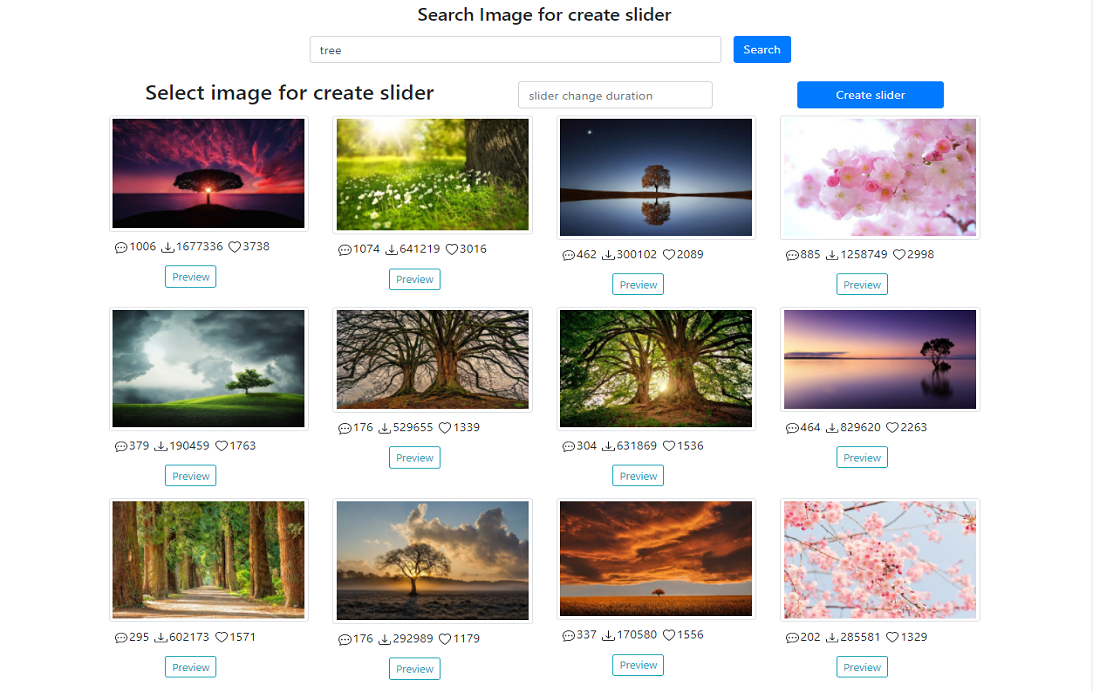 Search Image for create slider
tree
Search
Select image for create slider
slider change duration
Create slider
1006 1677336 3738
1074 641219 3016
462 300102 2089
885 1258749 2998
Preview
Preview
Preview
Preview
379 190459 1763
176 529655 1339
304 631869 1536
464 829620 2263
Preview
Preview
Preview
Preview
295 602173 1571
176 292989 1179
337 170580 1556
202 285581 1329
Preview
Preview
Preview
Preview